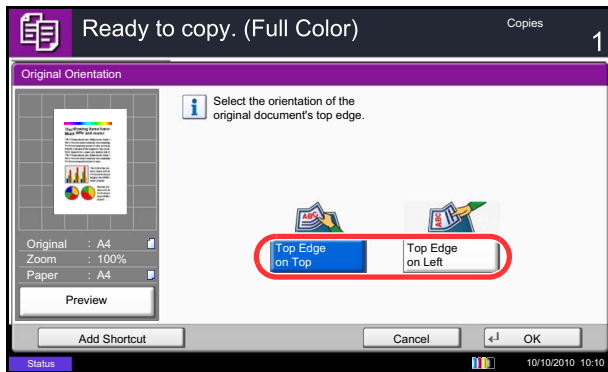 Ready to copy. (Full Color)
Copies
1
Original Orientation
Select the orientation of the
original document's top edge.
ABC
ABC
Top Edge
on Top
Top Edge
on Left
Original : A4
Zoom : 100%
Paper : A4
Preview
Add Shortcut
Cancel
OK
Status
10/10/2010 10:10